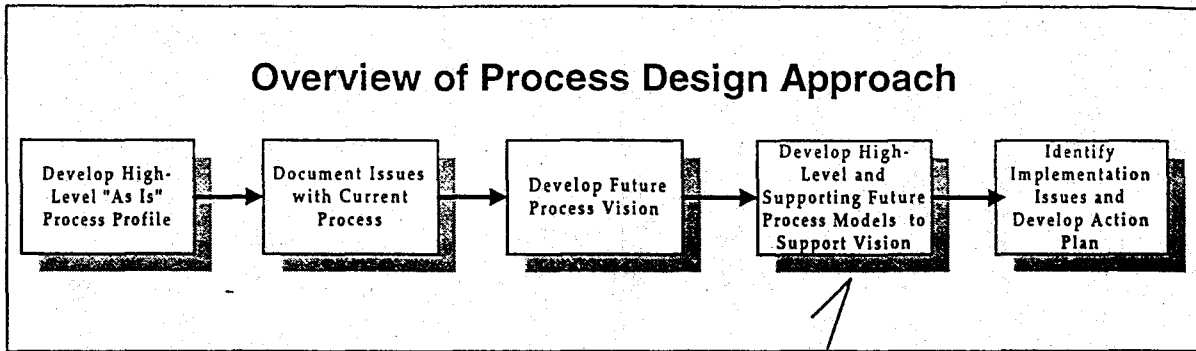 Overview of Process Design Approach
Develop High-
Level "As Is"
Process Profile
Document Issues
with Current
Process
Develop Future
Process Vision
Develop High-
Level and
Supporting Future
Process Models to
Support Vision
Identify
Implementation
Issues and
Develop Action
Plan